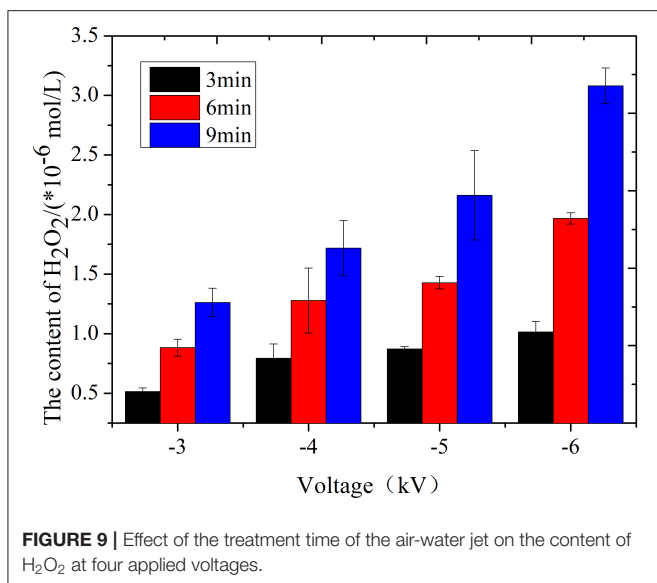 The content of H₂O₂/(*10⁻⁶ mol/L)
3.5
3.0
2.5
2.0
1.5
1.0
0.5
3min
6min
9min
-3 -4 -5 -6
Voltage（kV）
FIGURE 9 | Effect of the treatment time of the air-water jet on the content of
H₂O₂ at four applied voltages.